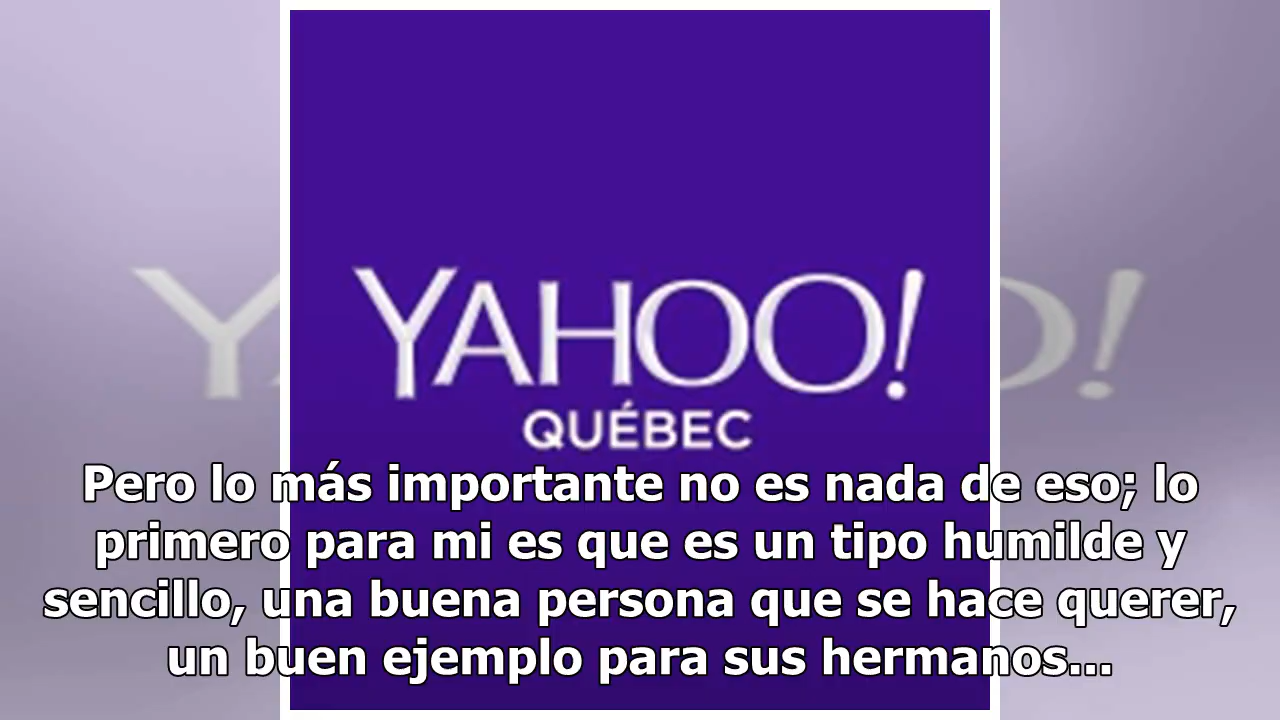 YAHOO!
QUÉBEC
Pero lo más importante no es nada de eso; lo
primero para mi es que es un tipo humilde y
sencillo, una buena persona que se hace querer,
un buen ejemplo para sus hermanos...